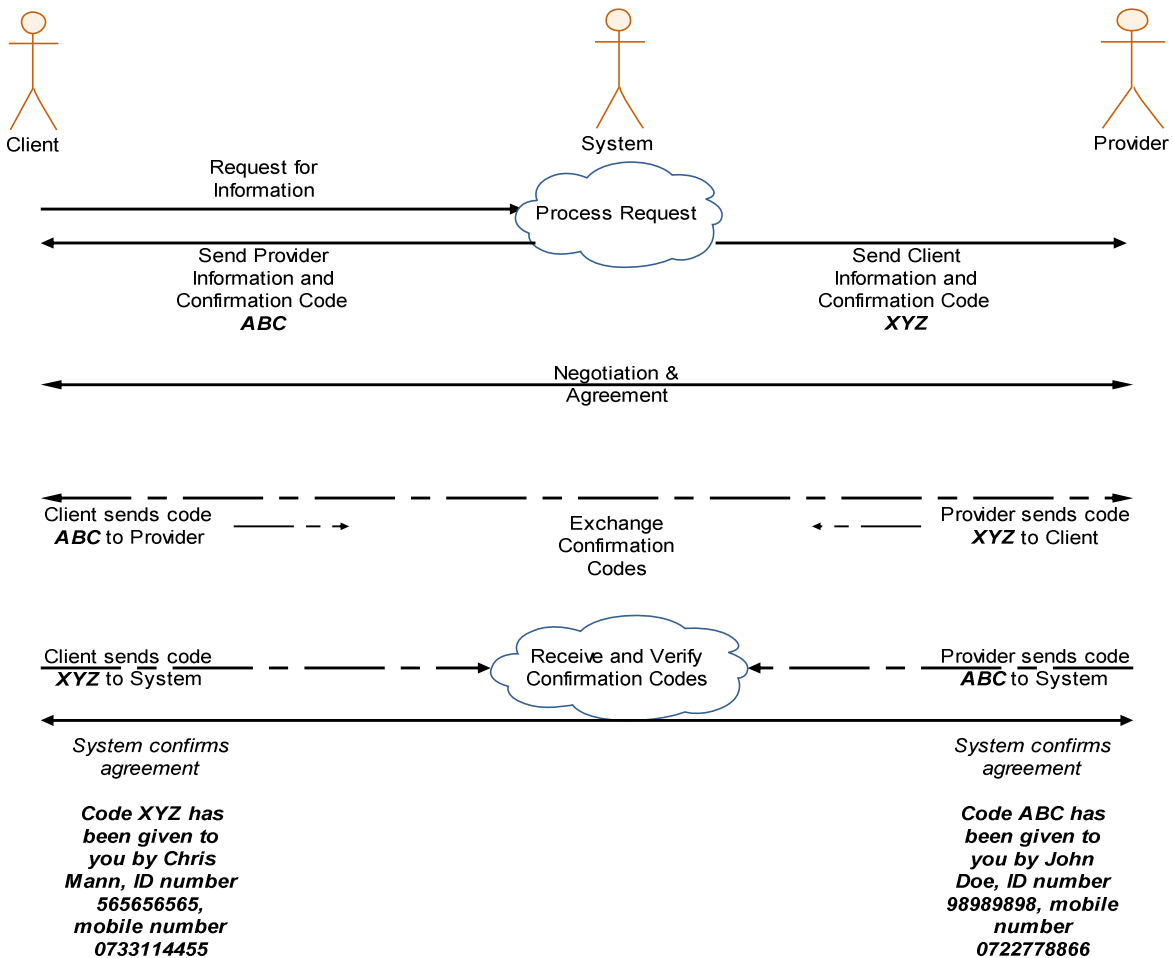 Client
System
Provider
Request for
Information
Process Request
Send Provider
Information and
Confirmation Code
ABC
Send Client
Information and
Confirmation Code
XYZ
Negotiation &
Agreement
Client sends code
ABC to Provider
Exchange
Confirmation
Codes
Provider sends code
XYZ to Client
Client sends code
XYZ to System
Receive and Verify
Confirmation Codes
Provider sends code
ABC to System
System confirms
agreement
System confirms
agreement
Code XYZ has
been given to
you by Chris
Mann, ID number
565656565,
mobile number
0733114455
Code ABC has
been given to
you by John
Doe, ID number
98989898, mobile
number
0722778866